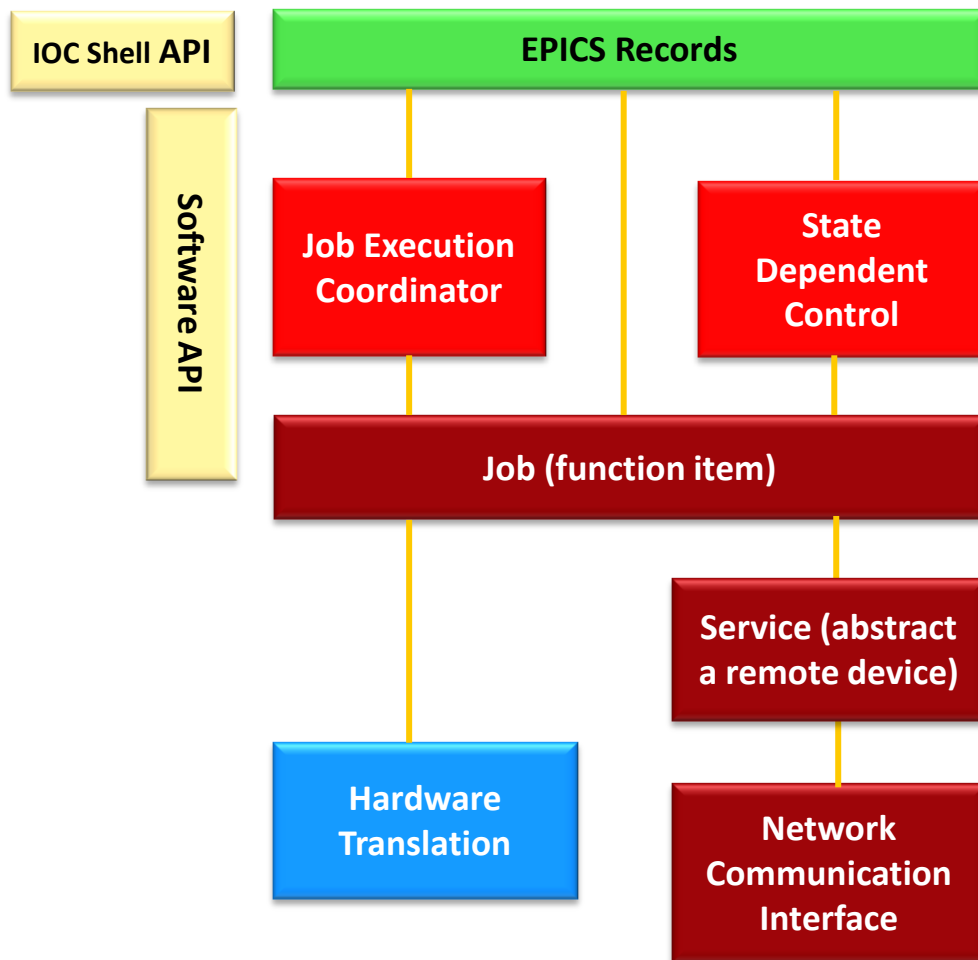 IOC Shell API
EPICS Records
Software API
Job Execution
Coordinator
State
Dependent
Control
Job (function item)
Service (abstract
a remote device)
Hardware
Translation
Network
Communication
Interface